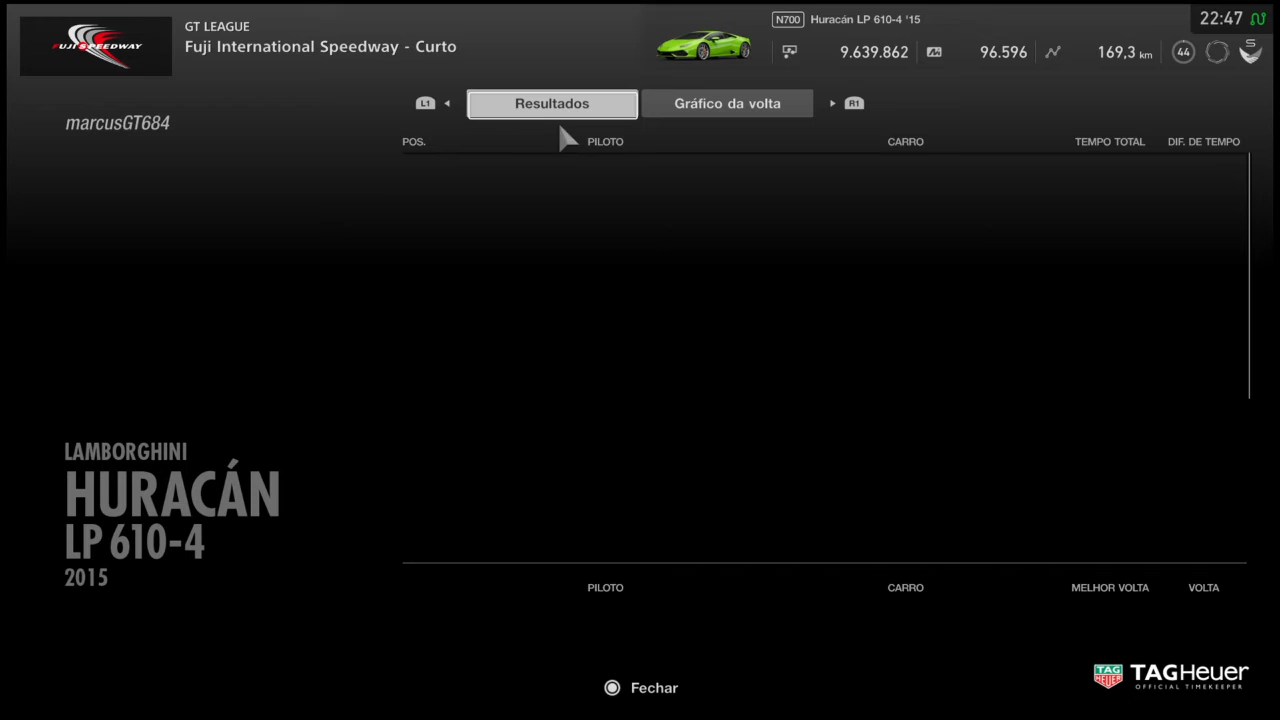 FUJI SPEEDWAY
GT LEAGUE
Fuji International Speedway - Curto
N700 Huracán LP 610-4 '15
22:47
9.639.862
96.596
169,3 km
44
S
marcusGT684
L1 Resultados Gráfico da volta R1
POS. PILOTO CARRO TEMPO TOTAL DIF. DE TEMPO
LAMBORGHINI
HURACÁN
LP 610-4
2015
PILOTO CARRO MELHOR VOLTA VOLTA
Fechar
TAG HEUER
TAGHeuer
OFFICIAL TIMEKEEPER